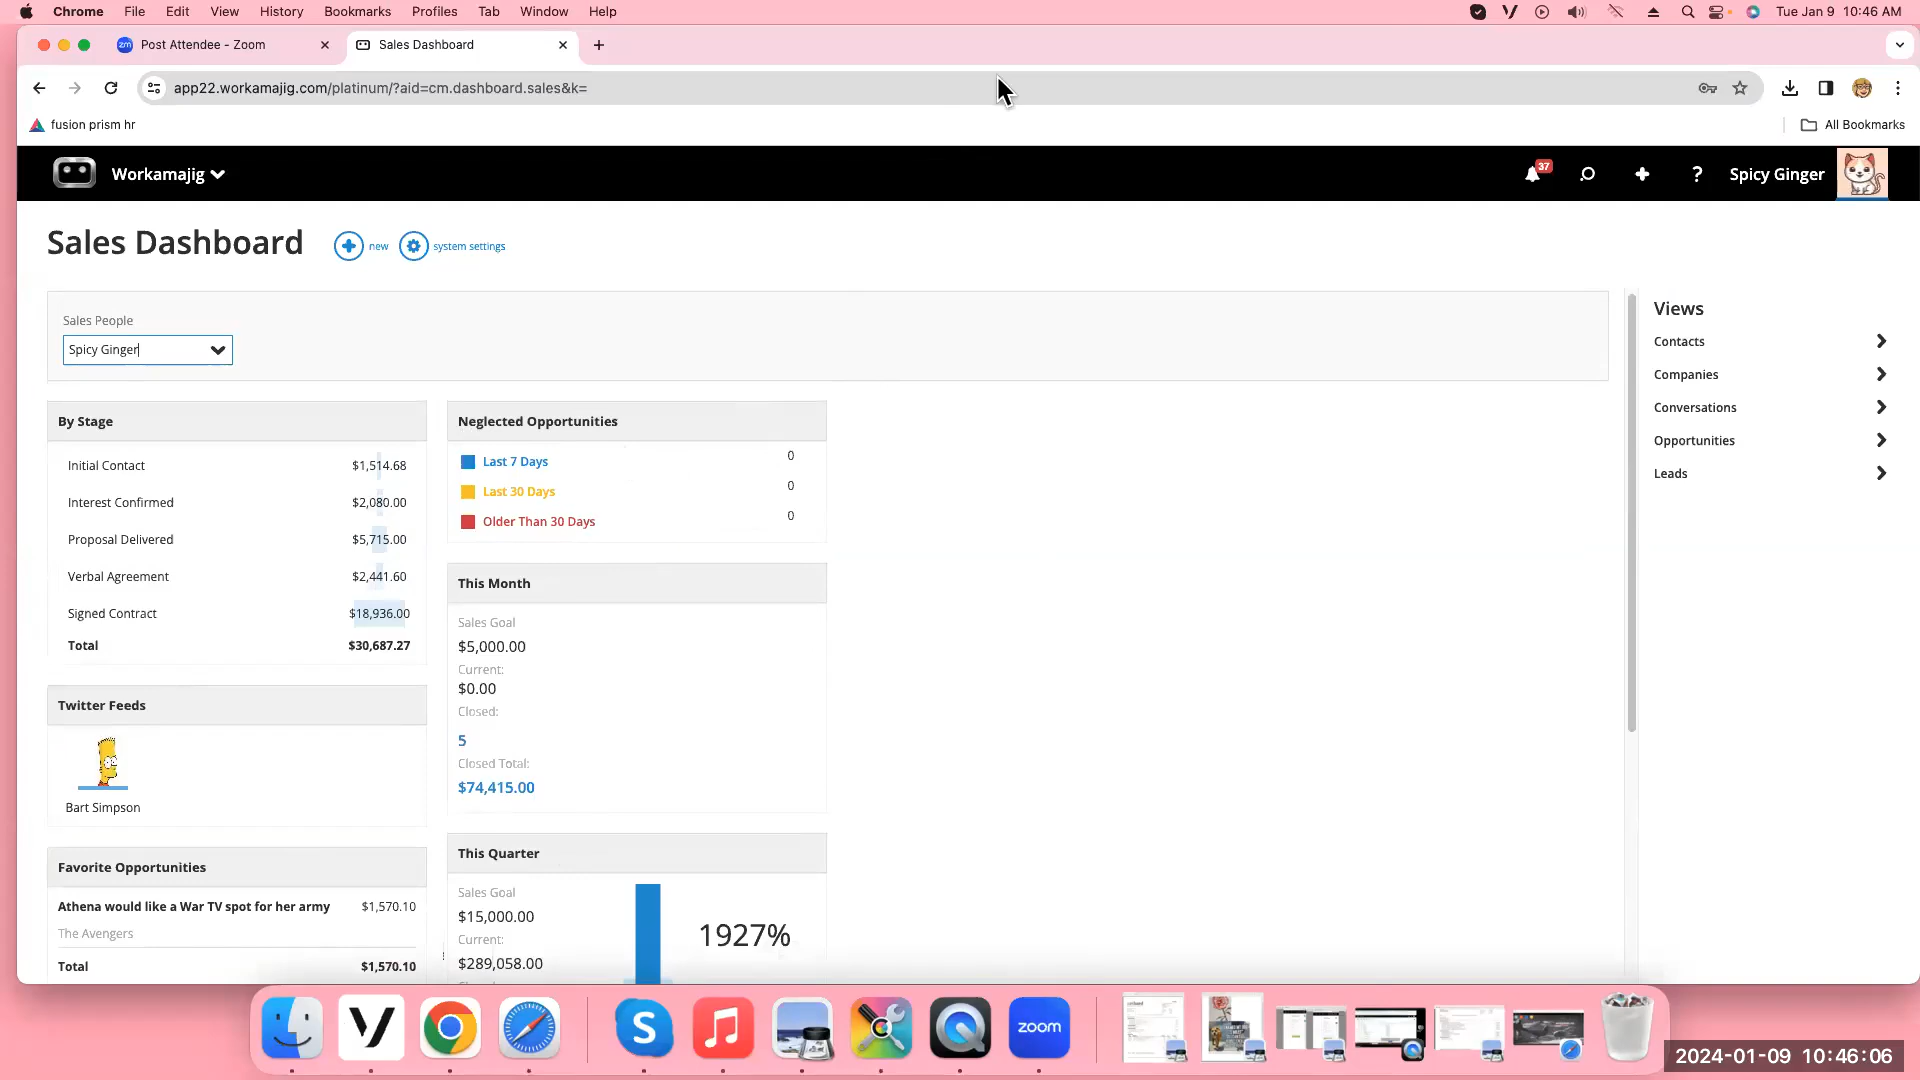 Chrome File Edit View History Bookmarks Profiles Tab Window Help
Tue Jan 9 10:46 AM
zm Post Attendee - Zoom
Sales Dashboard
app22.workamajig.com/platinum/?aid=cm.dashboard.sales&k=
fusion prism hr
All Bookmarks
Workamajig
37
?
Spicy Ginger
Sales Dashboard
new
system settings
Sales People
Spicy Ginger
By Stage
Initial Contact $1,514.68
Interest Confirmed $2,080.00
Proposal Delivered $5,715.00
Verbal Agreement $2,441.60
Signed Contract $18,936.00
Total $30,687.27
Twitter Feeds
Bart Simpson
Favorite Opportunities
Athena would like a War TV spot for her army $1,570.10
The Avengers
Total $1,570.10
Neglected Opportunities
Last 7 Days 0
Last 30 Days 0
Older Than 30 Days 0
This Month
Sales Goal
$5,000.00
Current:
$0.00
Closed:
5
Closed Total:
$74,415.00
This Quarter
Sales Goal
$15,000.00
Current:
$289,058.00
1927%
Views
Contacts
Companies
Conversations
Opportunities
Leads
zoom
2024-01-09 10:46:06